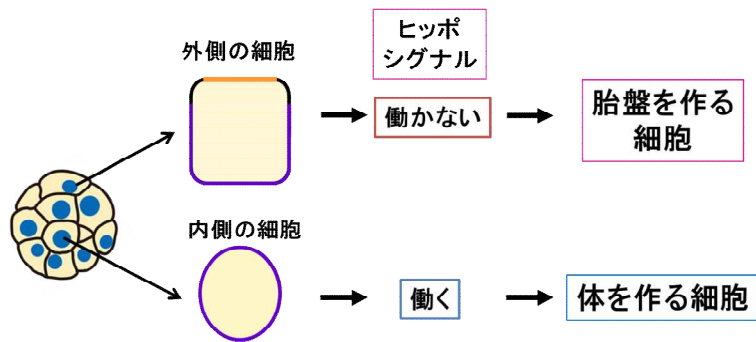 外側の細胞
ヒッポ
シグナル
働かない
胎盤を作る
細胞
内側の細胞
働く
体を作る細胞